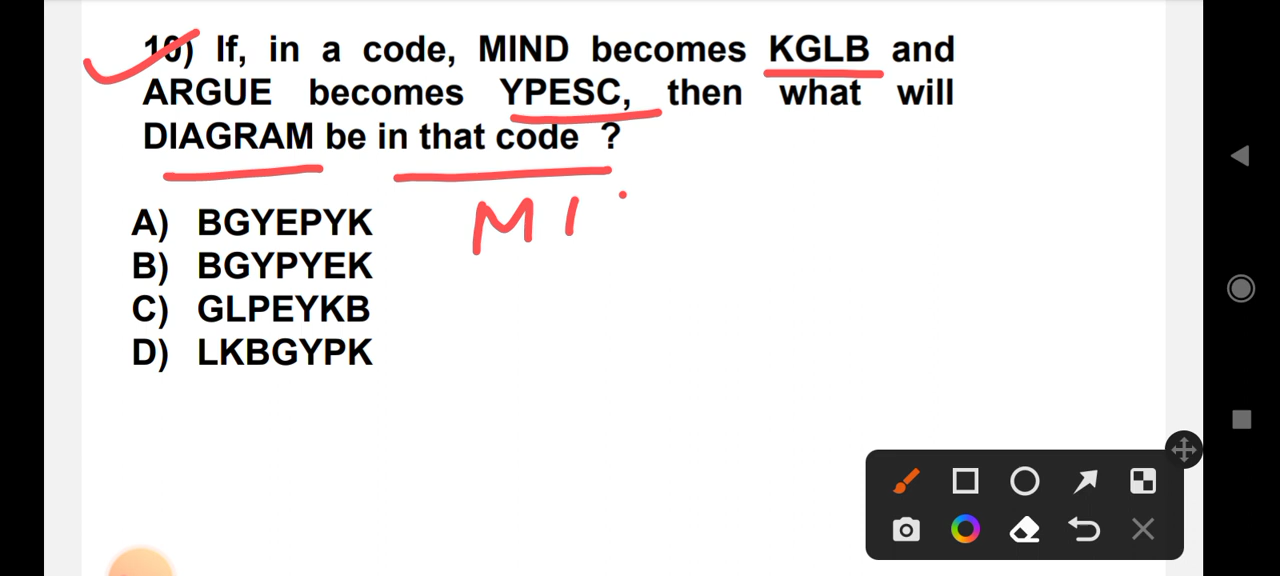 10) If, in a code, MIND becomes KGLB and
ARGUE becomes YPESC, then what will
DIAGRAM be in that code ?
A) BGYEPYK
B) BGYPYEK
C) GLPEYKB
D) LKBGYPK
M I